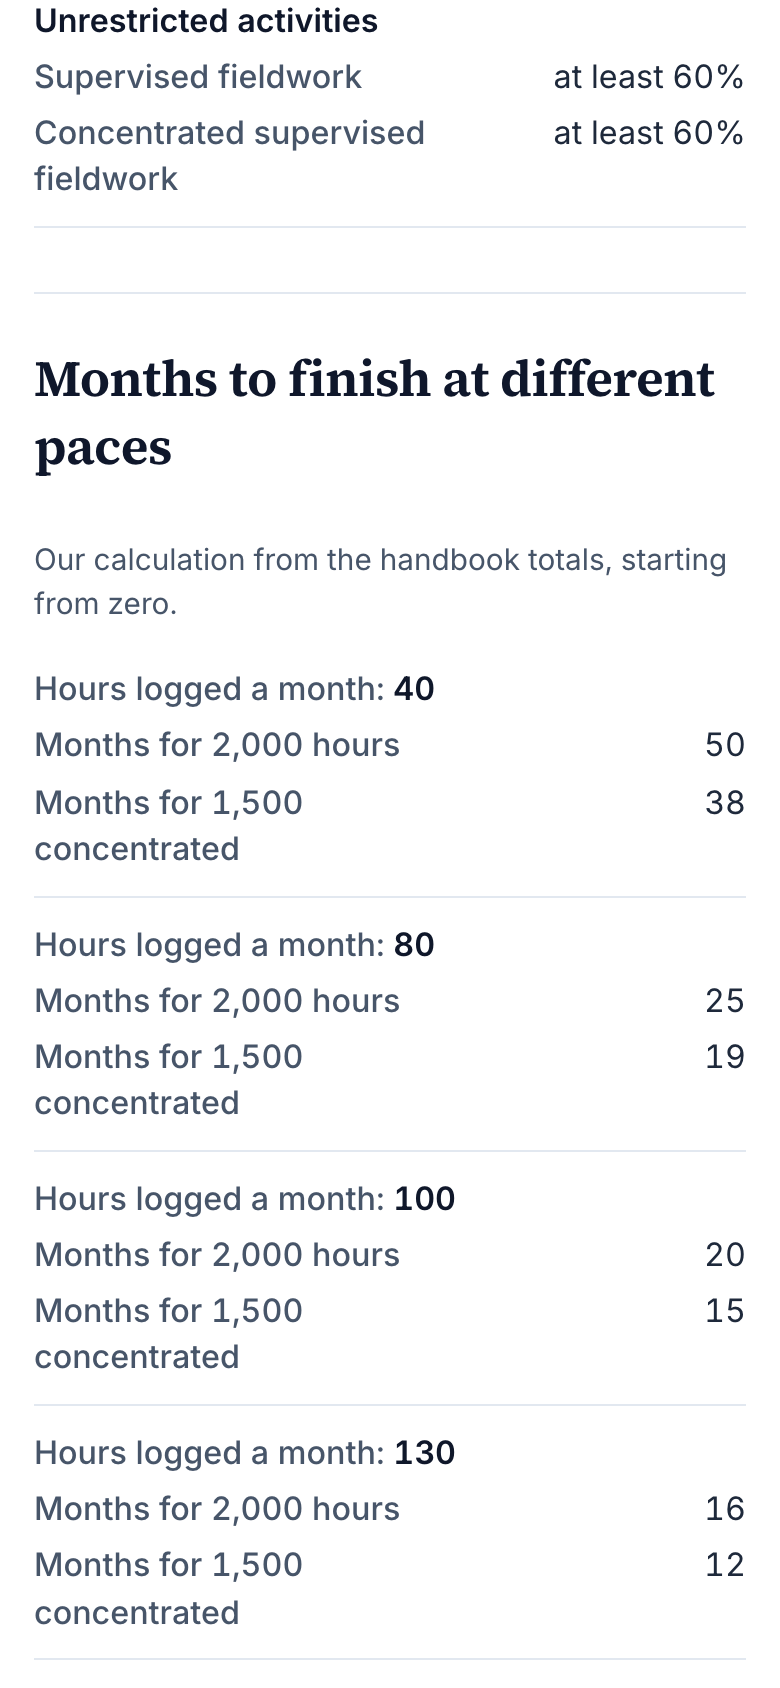 Unrestricted activities
Supervised fieldwork at least 60%
Concentrated supervised at least 60%
fieldwork
Months to finish at different
paces
Our calculation from the handbook totals, starting
from zero.
Hours logged a month: 40
Months for 2,000 hours 50
Months for 1,500 38
concentrated
Hours logged a month: 80
Months for 2,000 hours 25
Months for 1,500 19
concentrated
Hours logged a month: 100
Months for 2,000 hours 20
Months for 1,500 15
concentrated
Hours logged a month: 130
Months for 2,000 hours 16
Months for 1,500 12
concentrated